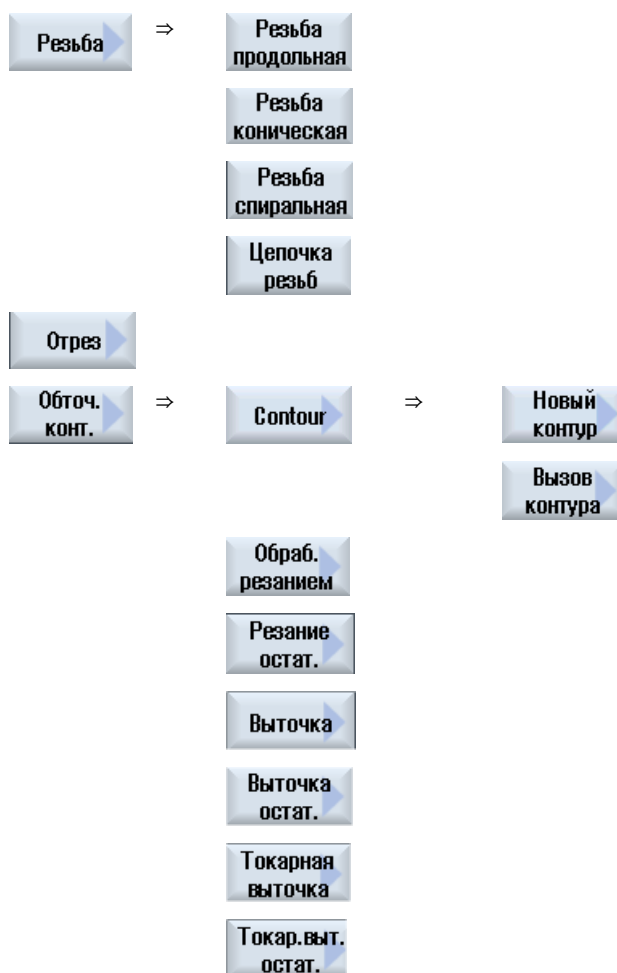 Резьба ⇒ Резьба
продольная
Резьба
коническая
Резьба
спиральная
Цепочка
резьб
Отрез
Обточ.
конт.
⇒ Contour ⇒ Новый
контур
Вызов
контура
Обраб.
резанием
Резание
остат.
Выточка
Выточка
остат.
Токарная
выточка
Токар.выт.
остат.